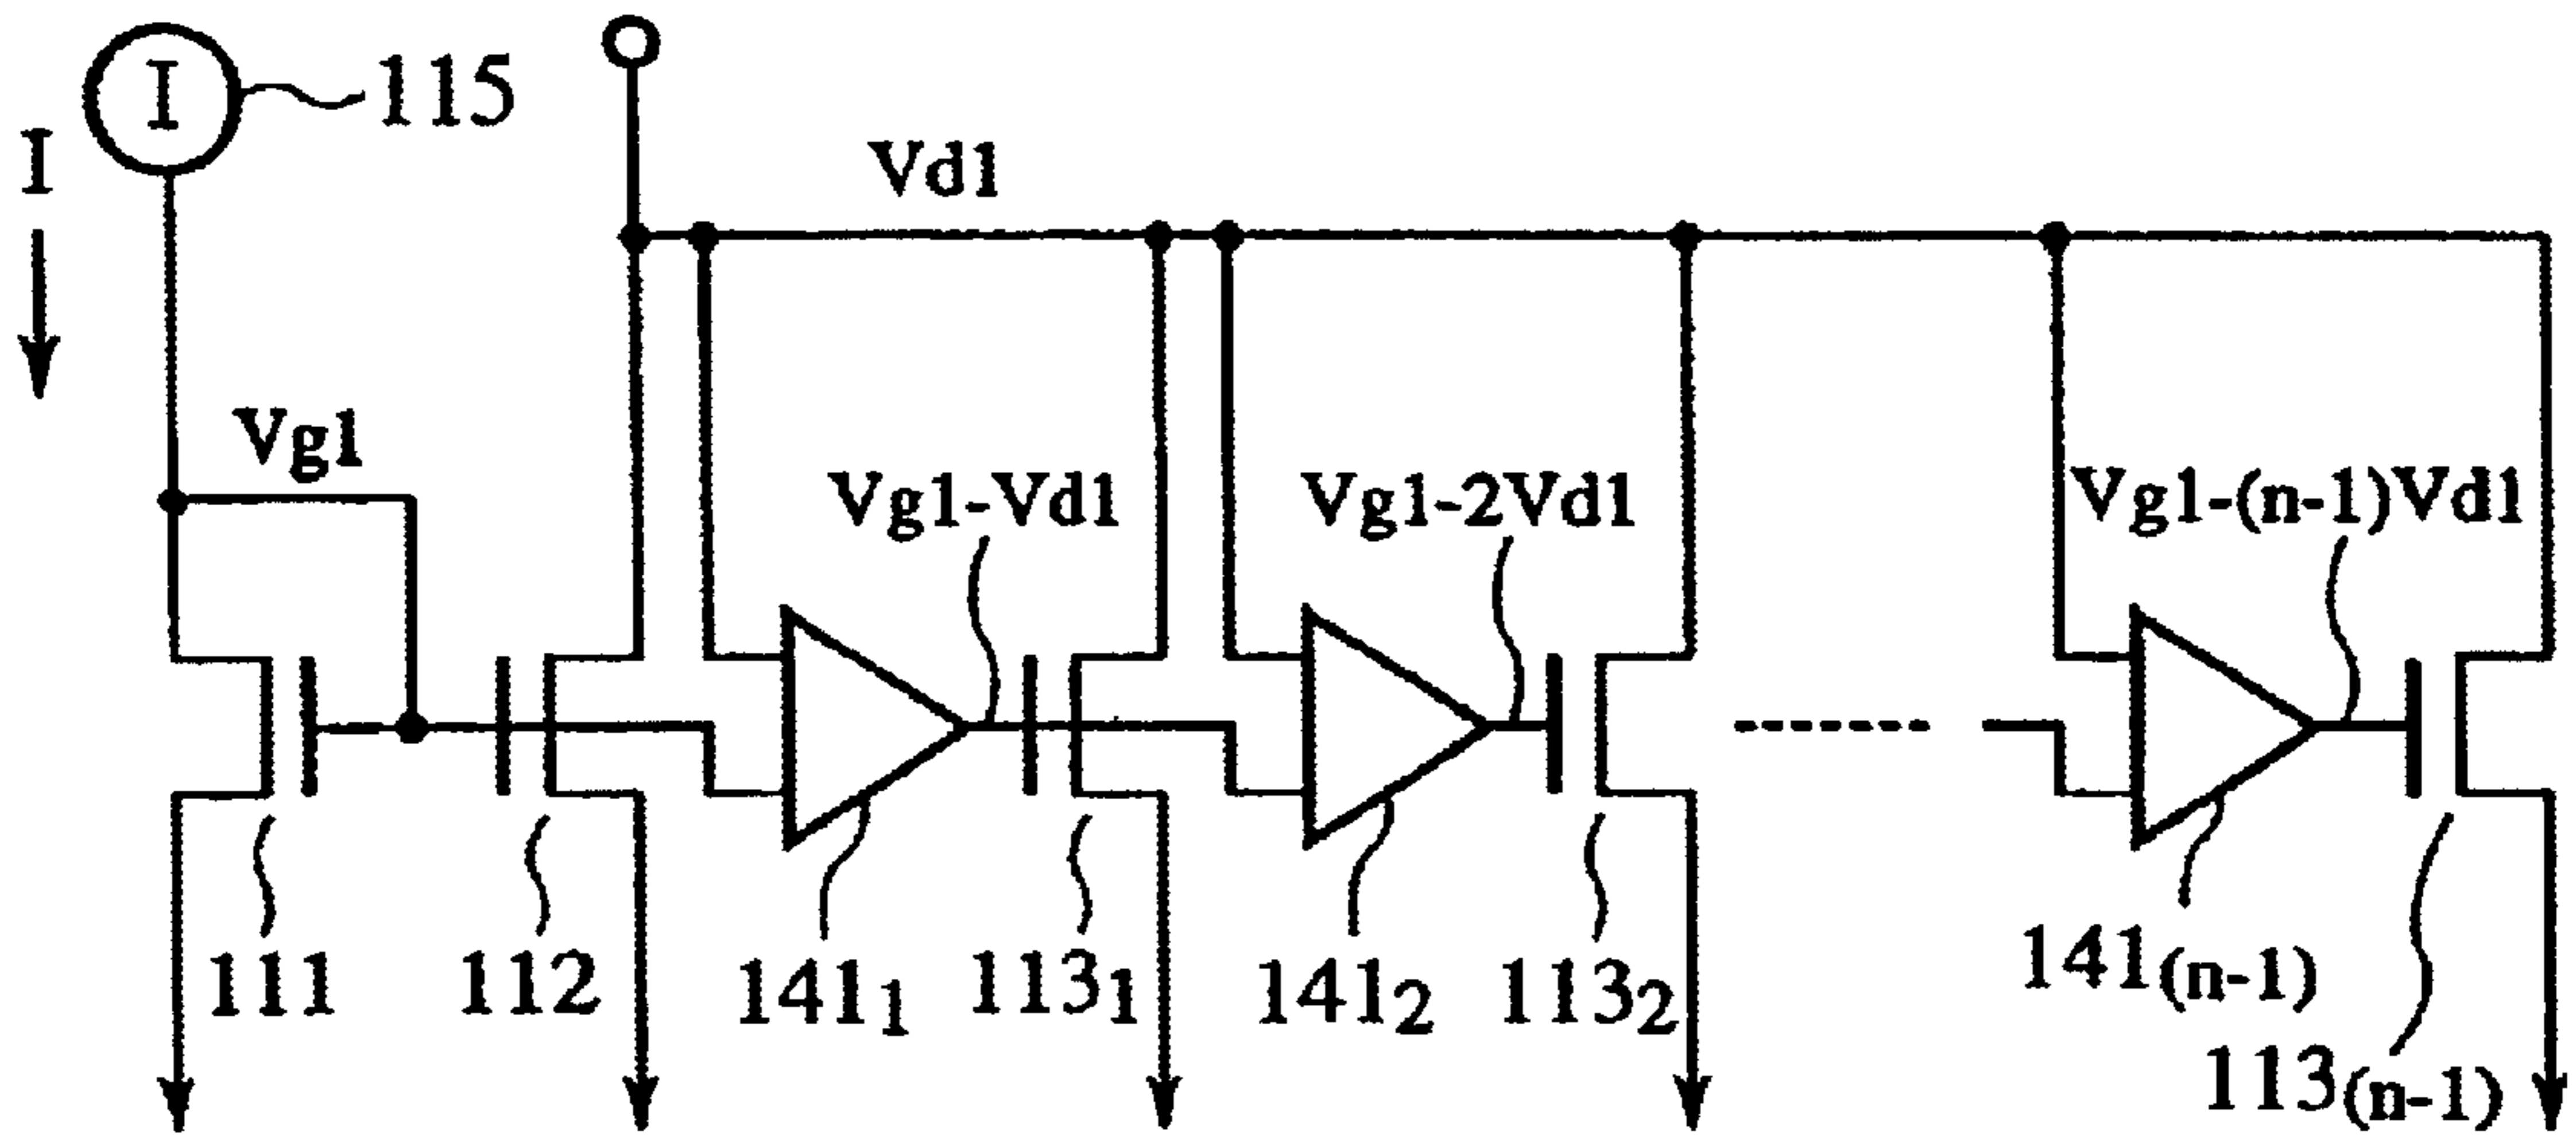 I
115
I
Vd1
Vg1
Vg1-Vd1
Vg1-2Vd1
Vg1-(n-1)Vd1
111
112
141₁
113₁
141₂
113₂
141(n-1)
113(n-1)